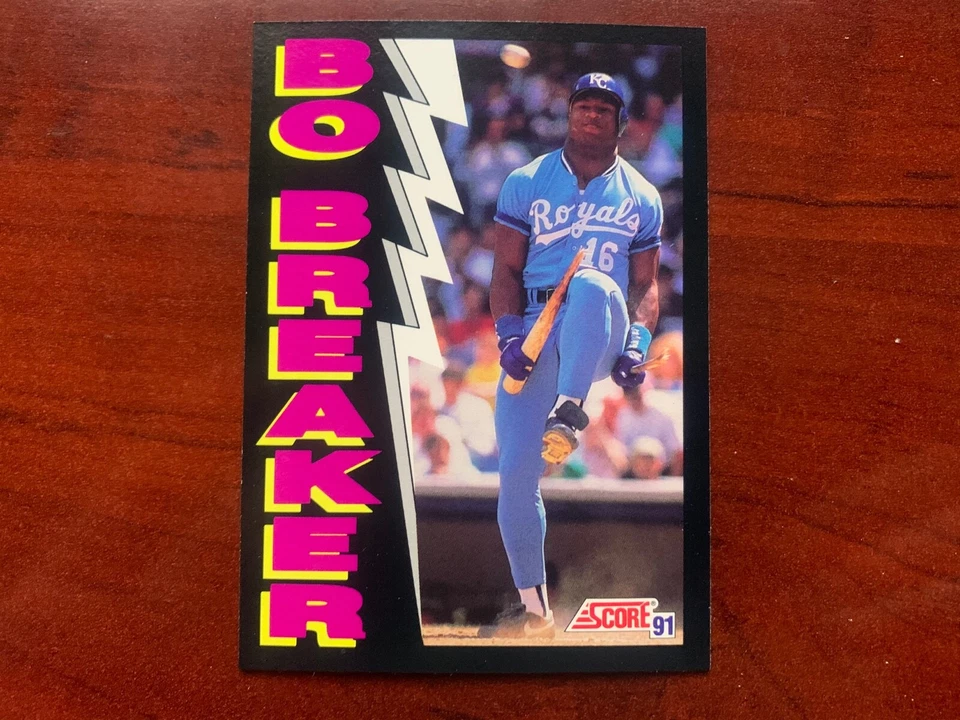 BO
BREAKER
KC
Royals
16
SCORE®
91